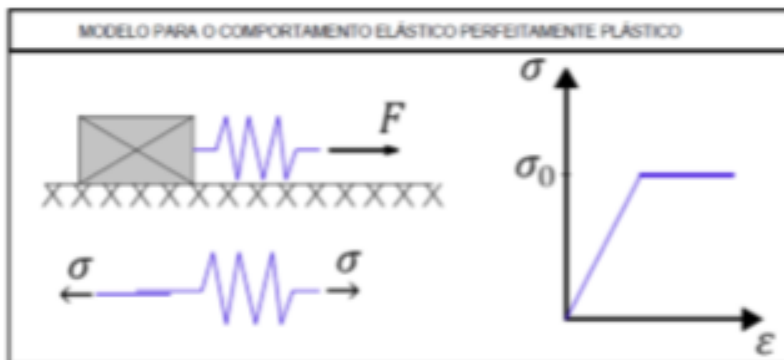 MODELO PARA O COMPORTAMENTO ELÁSTICO PERFEITAMENTE PLÁSTICO
F
σ
σ
σ
σ₀
ε